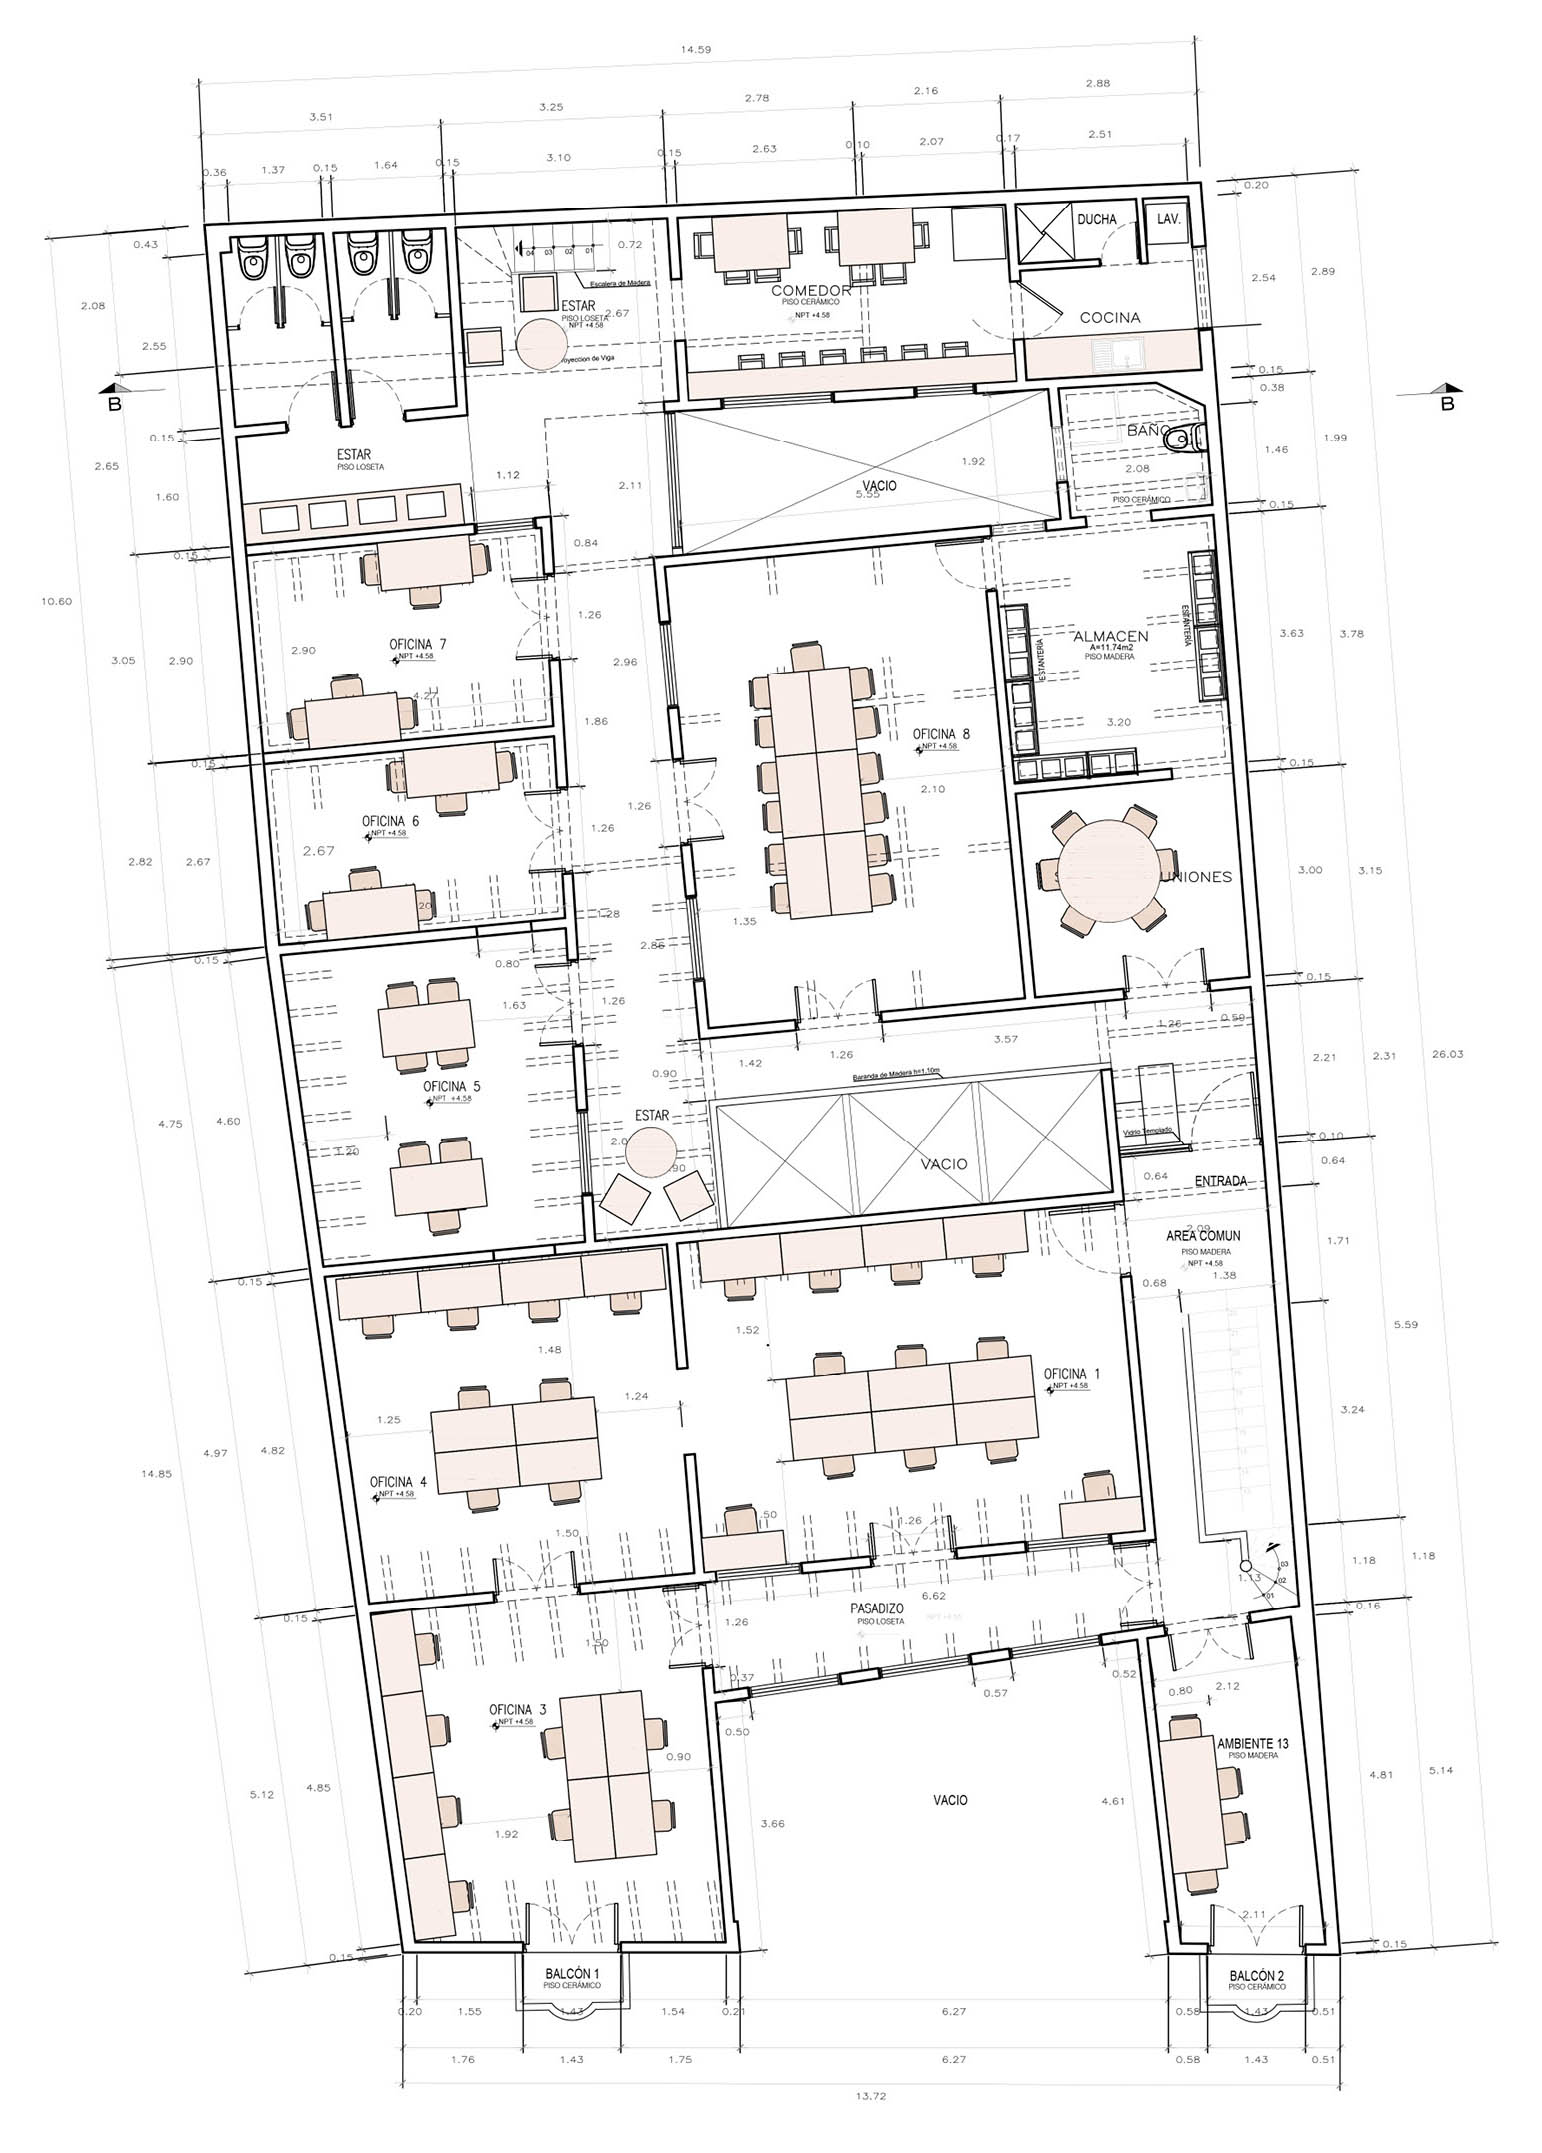 14.59
3.51
3.25
2.78
2.16
2.88
0.36
1.37
0.15
1.64
0.15
3.10
0.15
2.63
0.10
2.07
0.17
2.51
0.20
0.43
2.08
2.55
0.15
2.65
1.60
0.15
10.60
3.05
2.90
0.15
2.82
2.67
0.15
4.75
4.60
0.15
14.85
4.97
4.82
0.15
5.12
4.85
0.15
B
B
04
03
02
01
0.72
Escalera de Madera
ESTAR
PISO LOSETA
NPT +4.58
2.67
royeccion de Viga
COMEDOR
PISO CERÁMICO
NPT +4.58
DUCHA
LAV.
COCINA
2.54
2.89
0.15
0.38
1.46
1.99
0.15
BAÑO
2.08
PISO CERÁMICO
ESTAR
PISO LOSETA
1.12
2.11
0.84
VACIO
1.92
5.55
OFICINA 7
NPT +4.58
2.90
4.27
1.26
2.96
1.86
OFICINA 8
NPT +4.58
2.10
1.35
ALMACEN
A=11.74m2
PISO MADERA
ESTANTERÍA
ESTANTERÍA
3.20
3.63
3.78
0.15
OFICINA 6
NPT +4.58
2.67
20
1.26
1.26
1.28
2.86
UNIONES
3.00
3.15
0.15
0.80
1.63
1.26
OFICINA 5
NPT +4.58
1.20
0.90
1.42
1.26
3.57
1.26
0.59
Baranda de Madera h=1.10m
ESTAR
2.0
.90
VACIO
Vidrio Templado
0.64
ENTRADA
2.21
2.31
26.03
0.10
0.64
2.09
AREA COMUN
PISO MADERA
NPT +4.58
1.38
0.68
1.71
5.59
3.24
1.18
1.18
0.16
1.52
OFICINA 1
NPT +4.58
1.48
1.24
1.25
OFICINA 4
NPT +4.58
1.50
.50
1.26
1.13
03
02
01
6.62
PASADIZO
PISO LOSETA
NPT +4.58
1.26
1.50
0.37
0.50
0.57
0.52
0.80
2.12
OFICINA 3
NPT +4.58
0.90
1.92
3.66
VACIO
4.61
AMBIENTE 13
PISO MADERA
2.11
4.81
5.14
0.15
BALCÓN 1
PISO CERÁMICO
BALCÓN 2
PISO CERÁMICO
0.20
1.55
1.43
1.54
0.21
6.27
0.58
1.43
0.51
1.76
1.43
1.75
6.27
0.58
1.43
0.51
13.72